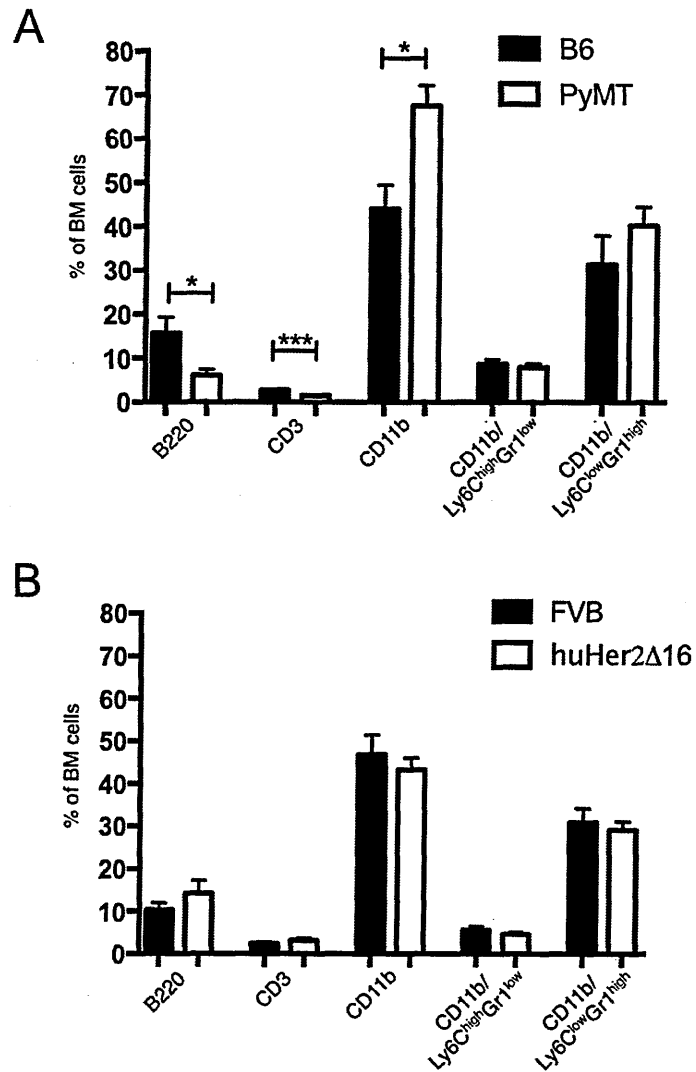 A
80
70
60
50
40
30
20
10
0
% of BM cells
B6
PyMT
*
***
*
B220
CD3
CD11b
CD11b/
Ly6ChighGr1low
CD11b/
Ly6ClowGr1high
B
80
70
60
50
40
30
20
10
0
% of BM cells
FVB
huHer2Δ16
B220
CD3
CD11b
CD11b/
Ly6ChighGr1low
CD11b/
Ly6ClowGr1high